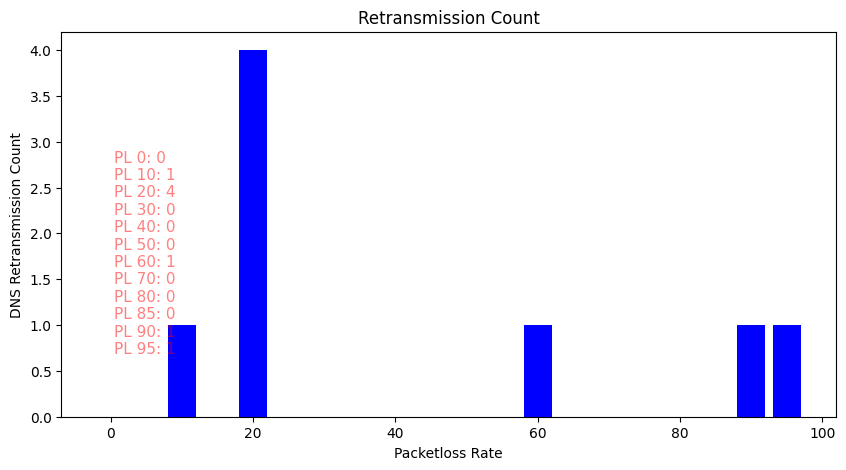 Retransmission Count
4.0
3.5
3.0
2.5
2.0
1.5
1.0
0.5
0.0
DNS Retransmission Count
PL 0: 0
PL 10: 1
PL 20: 4
PL 30: 0
PL 40: 0
PL 50: 0
PL 60: 1
PL 70: 0
PL 80: 0
PL 85: 0
PL 90: 1
PL 95: 1
0 20 40 60 80 100
Packetloss Rate